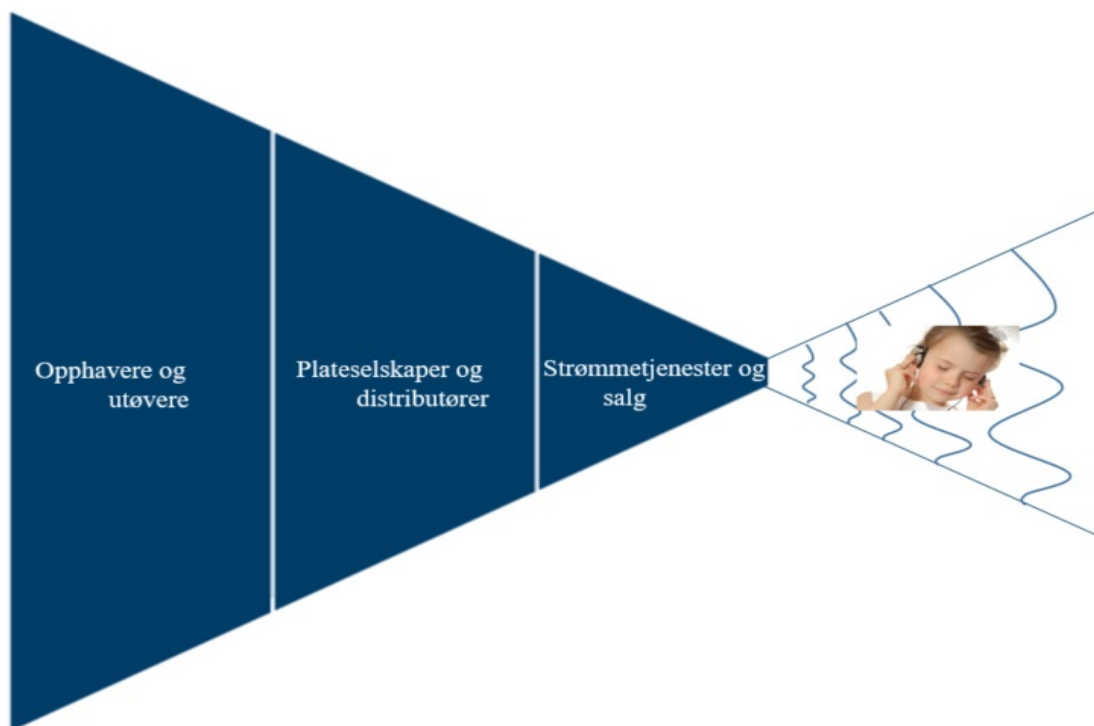 Opphavere og
utøvere
Plateselskaper og
distributører
Strømmetjenester og
salg